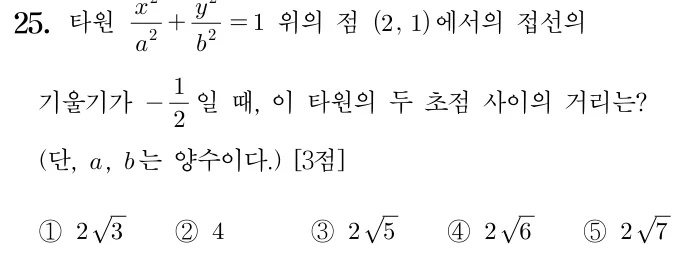 25. 타원 x²/a² + y²/b² = 1 위의 점 (2, 1)에서의 접선의
기울기가 -1/2 일 때, 이 타원의 두 초점 사이의 거리는?
(단, a, b는 양수이다.) [3점]
① 2√3 ② 4 ③ 2√5 ④ 2√6 ⑤ 2√7